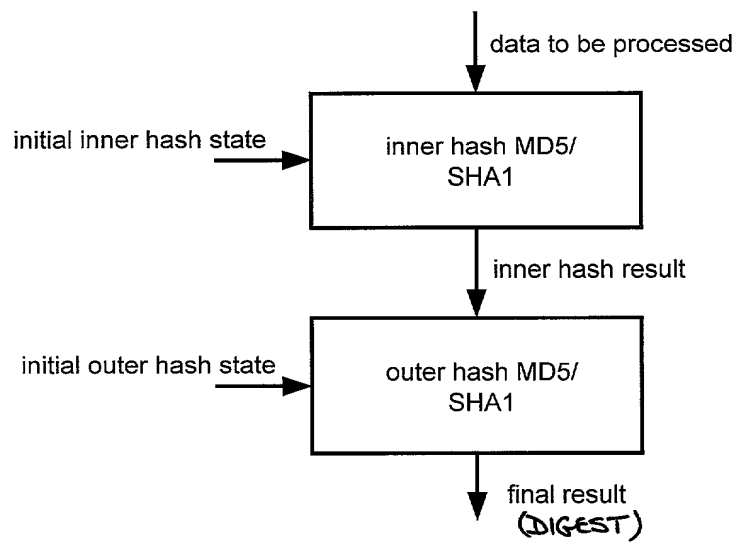 data to be processed
initial inner hash state
inner hash MD5/
SHA1
inner hash result
initial outer hash state
outer hash MD5/
SHA1
final result
(DIGEST)